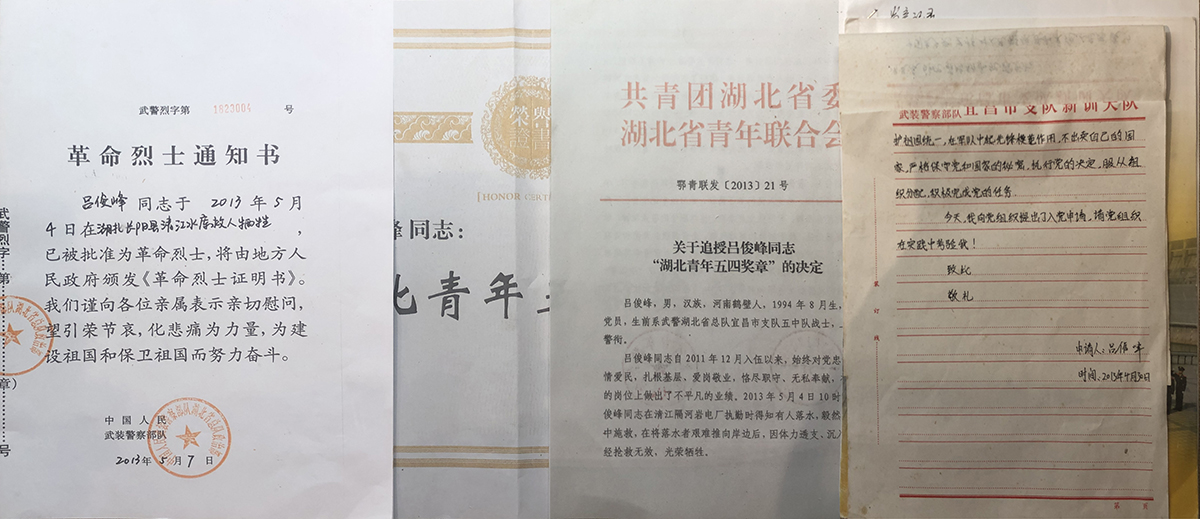 武警烈字第 1823004 号
革命烈士通知书
吕俊峰 同志于 2013 年 5 月
4 日在湖北长阳县清江水库救人牺牲,
已被批准为革命烈士,将由地方人
民政府颁发《革命烈士证明书》。
我们谨向各位亲属表示亲切慰问,
望引荣节哀,化悲痛为力量,为建
设祖国和保卫祖国而努力奋斗。
中国人民
武装警察部队
2013 年 5 月 7 日
武警烈字第
章)
号
榮譽
證書
HONOR CERT
峰同志:
北青年五
共青团湖北省委
湖北省青年联合会
鄂青联发〔2013〕21 号
关于追授吕俊峰同志
“湖北青年五四奖章”的决定
吕俊峰,男,汉族,河南鹤壁人,1994 年 8 月生,
党员,生前系武警湖北省总队宜昌市支队五中队战士,
警衔。
吕俊峰同志自 2011 年 12 月入伍以来,始终对党忠
情爱民,扎根基层、爱岗敬业,恪尽职守、无私奉献,
的岗位上做出了不平凡的业绩。2013 年 5 月 4 日 10 时
俊峰同志在清江隔河岩电厂执勤时得知有人落水,毅然
中施救,在将落水者艰难推向岸边后,因体力透支、沉入
经抢救无效,光荣牺牲。
武装警察部队 宜昌市支队新训大队
护祖国统一,在军队中起先锋模范作用,不出卖自己的国
家,严格保守党和国家的秘密,执行党的决定,服从组
织分配,积极完成党的任务.
今天,我向党组织提出了入党申请,请党组织
在实践中考验我!
致此
敬礼
申请人:吕俊峰
时间:2013年4月30日
装
订
线
第 页